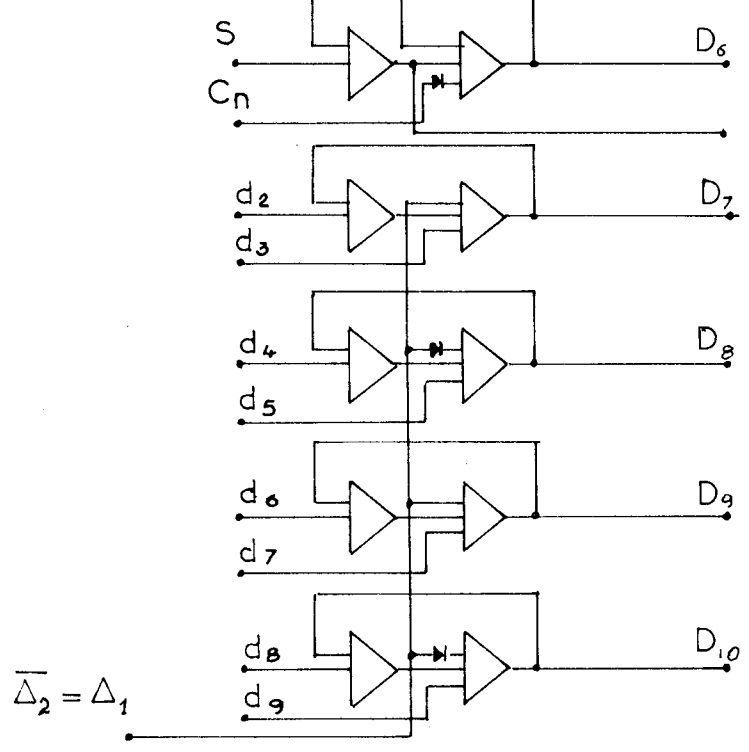 S
D₆
Cn
d₂
D₇
d₃
d₄
D₈
d₅
d₆
D₉
d₇
d₈
D₁₀
d₉
Δ̅₂ = Δ₁